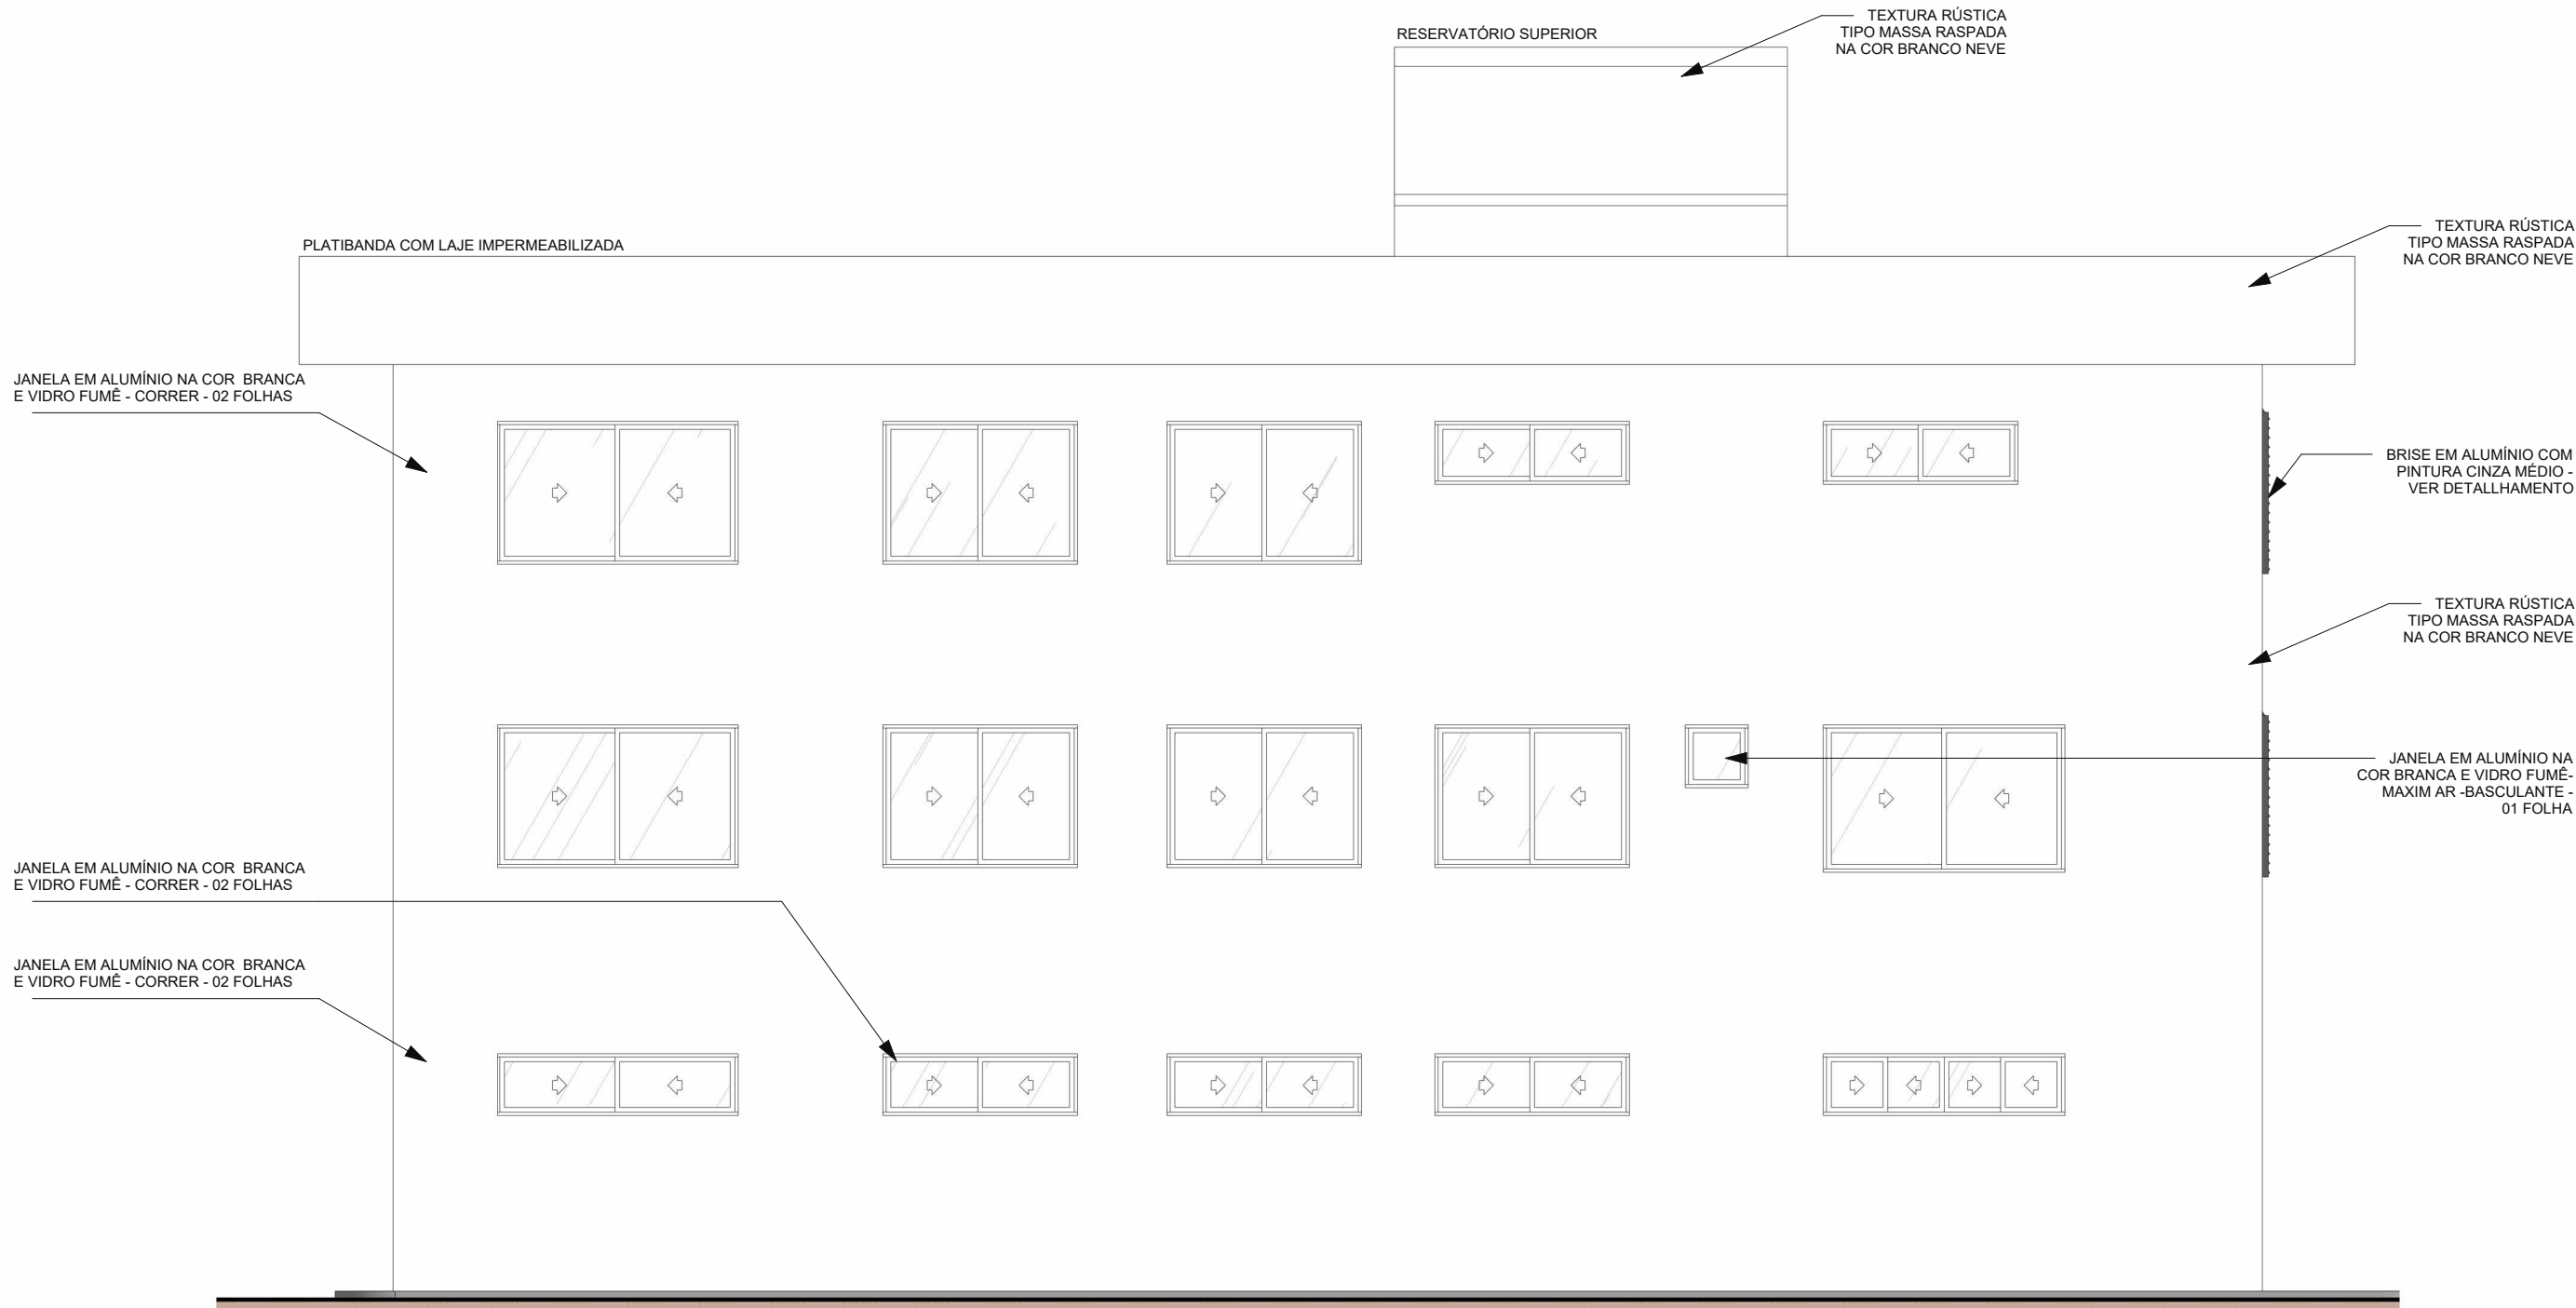 TEXTURA RÚSTICA
TIPO MASSA RASPADA
NA COR BRANCO NEVE
RESERVATÓRIO SUPERIOR
TEXTURA RÚSTICA
TIPO MASSA RASPADA
NA COR BRANCO NEVE
PLATIBANDA COM LAJE IMPERMEABILIZADA
JANELA EM ALUMÍNIO NA COR BRANCA
E VIDRO FUMÊ - CORRER - 02 FOLHAS
BRISE EM ALUMÍNIO COM
PINTURA CINZA MÉDIO -
VER DETALLHAMENTO
TEXTURA RÚSTICA
TIPO MASSA RASPADA
NA COR BRANCO NEVE
JANELA EM ALUMÍNIO NA
COR BRANCA E VIDRO FUMÊ-
MAXIM AR -BASCULANTE -
01 FOLHA
JANELA EM ALUMÍNIO NA COR BRANCA
E VIDRO FUMÊ - CORRER - 02 FOLHAS
JANELA EM ALUMÍNIO NA COR BRANCA
E VIDRO FUMÊ - CORRER - 02 FOLHAS